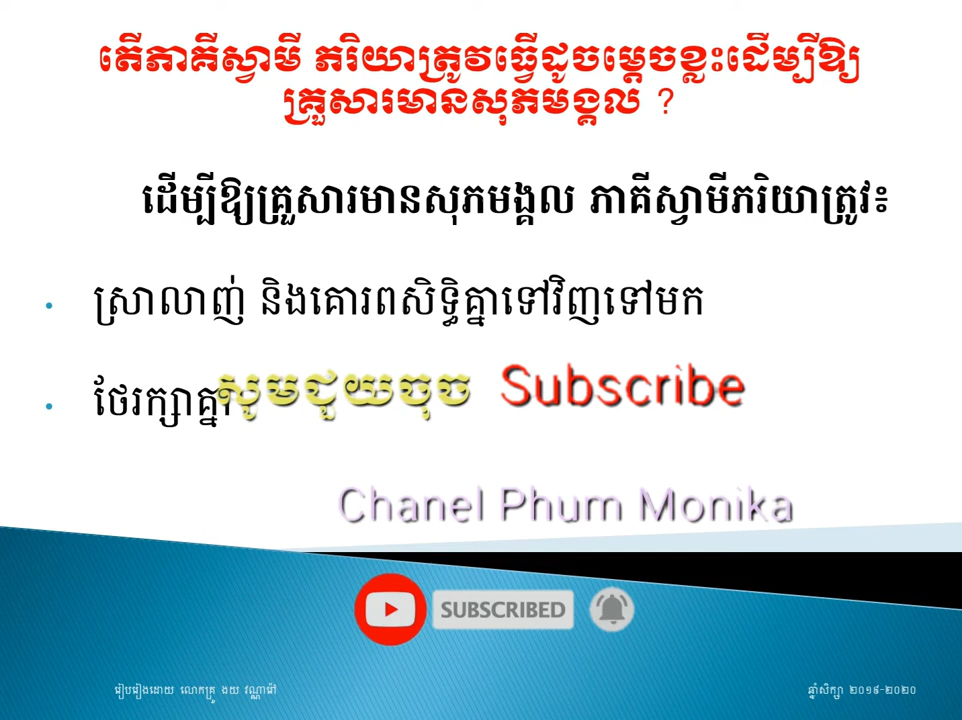 តើភាគីស្វាមី ភរិយាត្រូវធ្វើដូចម្ដេចខ្លះដើម្បីឱ្យ
គ្រួសារមានសុភមង្គល ?
ដើម្បីឱ្យគ្រួសារមានសុភមង្គល ភាគីស្វាមីភរិយាត្រូវ៖
• ស្រលាញ់ និងគោរពសិទ្ធិគ្នាទៅវិញទៅមក
• ថែរក្សាគ្នា
សូមជួយចុច Subscribe
Chanel Phum Monika
SUBSCRIBED
រៀបរៀងដោយ លោកគ្រូ ងយ វណ្ណារ៉ៅ
ឆ្នាំសិក្សា ២០១៩-២០២០